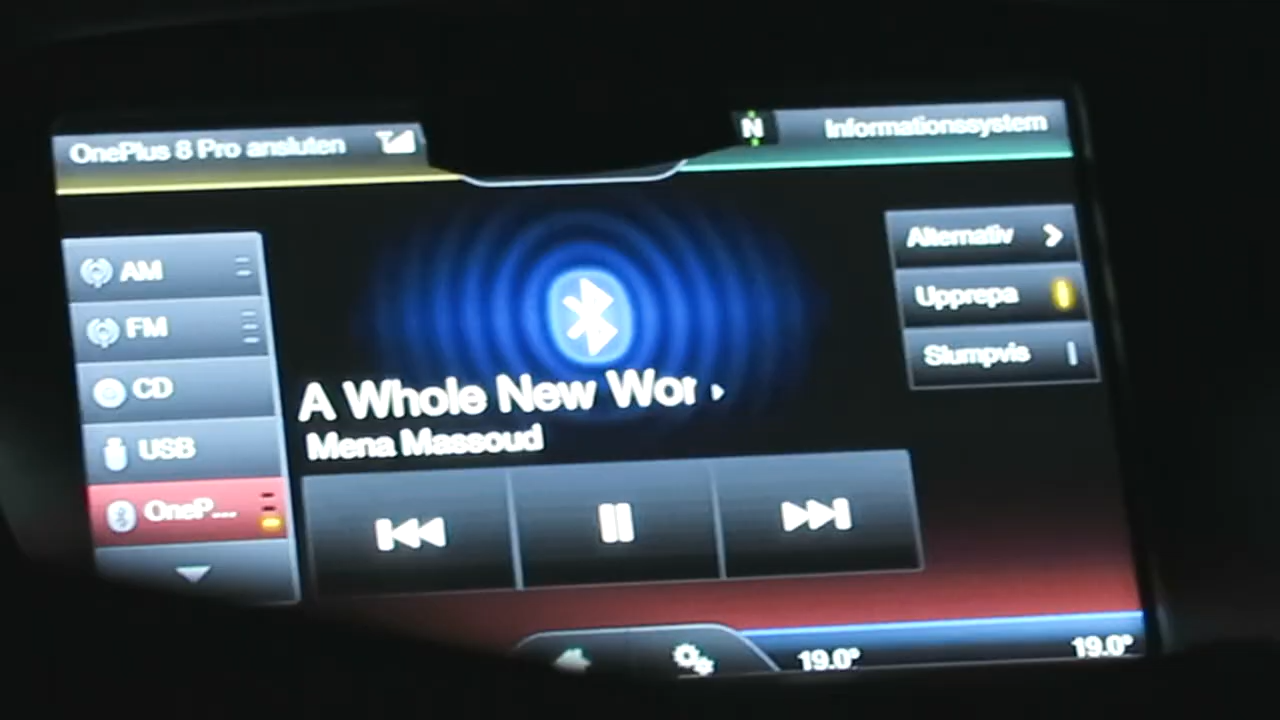 OnePlus 8 Pro ansluten
N
Informationssystem
AM
FM
CD
USB
OneP...
A Whole New Wor
Mena Massoud
Alternativ
Upprepa
Slumpvis
19.0°
19.0°